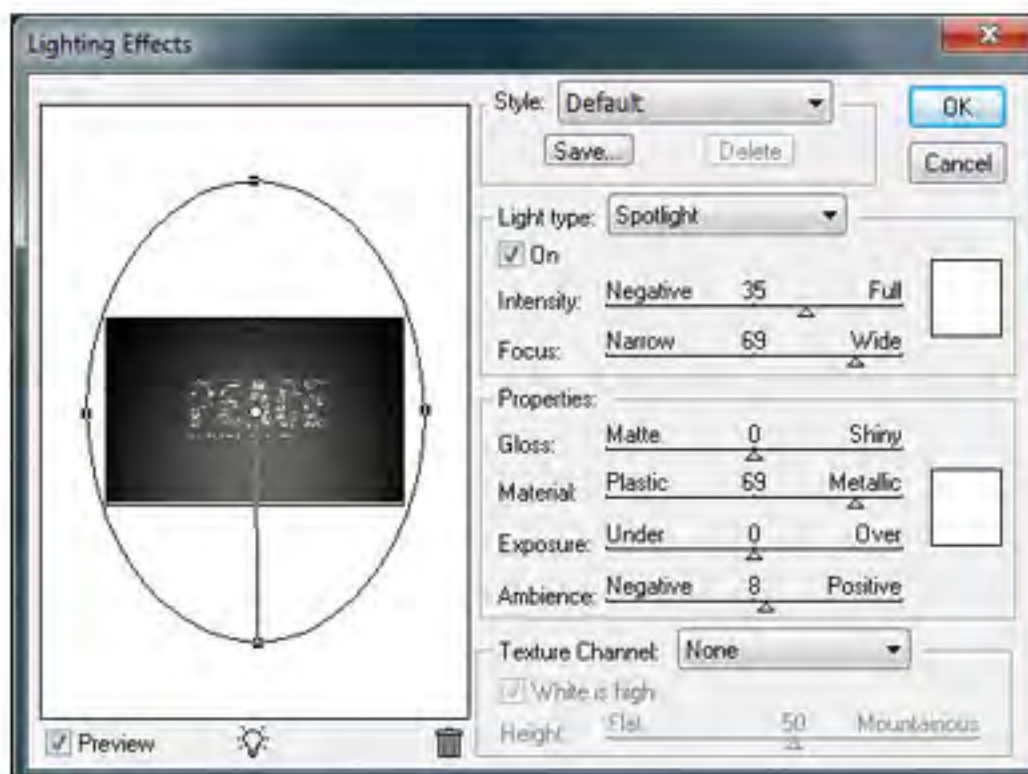 Lighting Effects
Style: Default
OK
Save... Delete
Cancel
Light type: Spotlight
On
Intensity: Negative 35 Full
Focus: Narrow 69 Wide
Properties:
Gloss: Matte 0 Shiny
Material: Plastic 69 Metallic
Exposure: Under 0 Over
Ambience: Negative 8 Positive
Texture Channel: None
White is high
Height: Flat 50 Mountainous
Preview